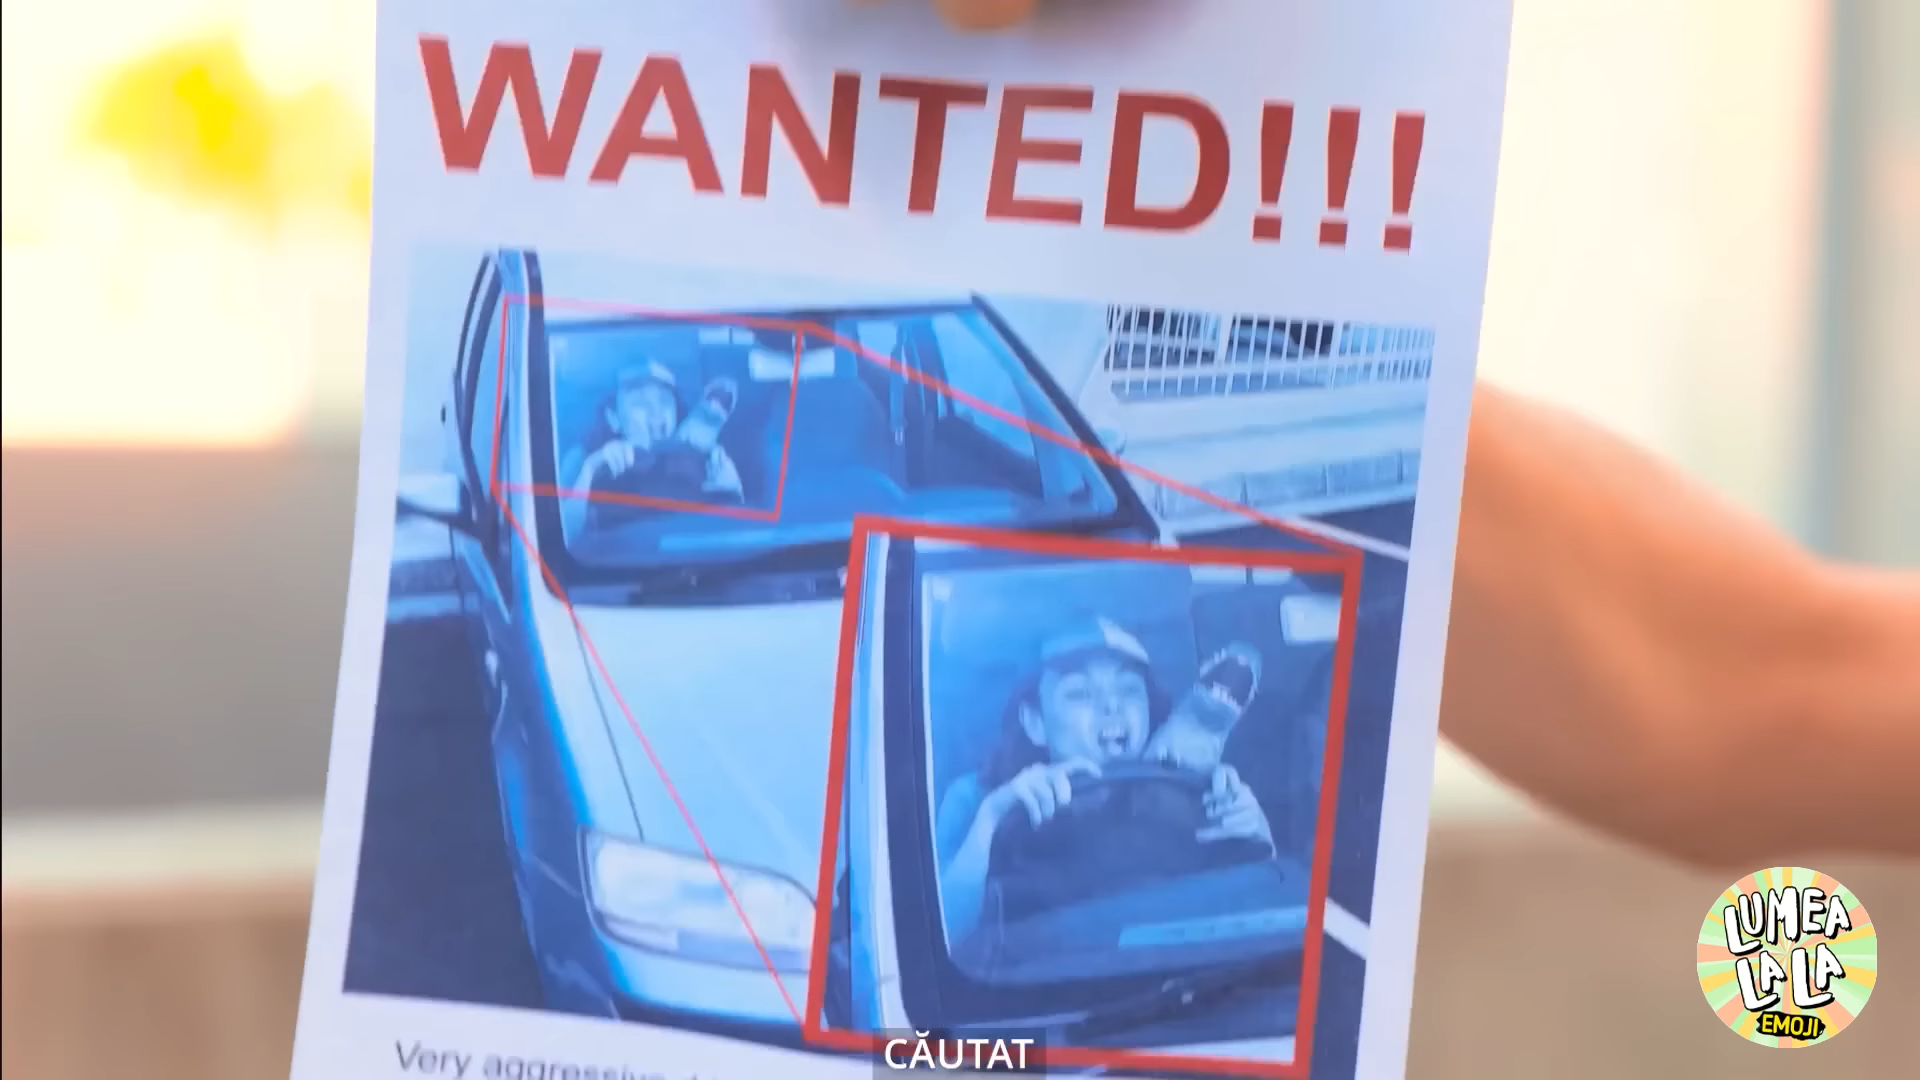 WANTED!!!
Very aggressive
CĂUTAT
LUMEA
LA LA
EMOJI